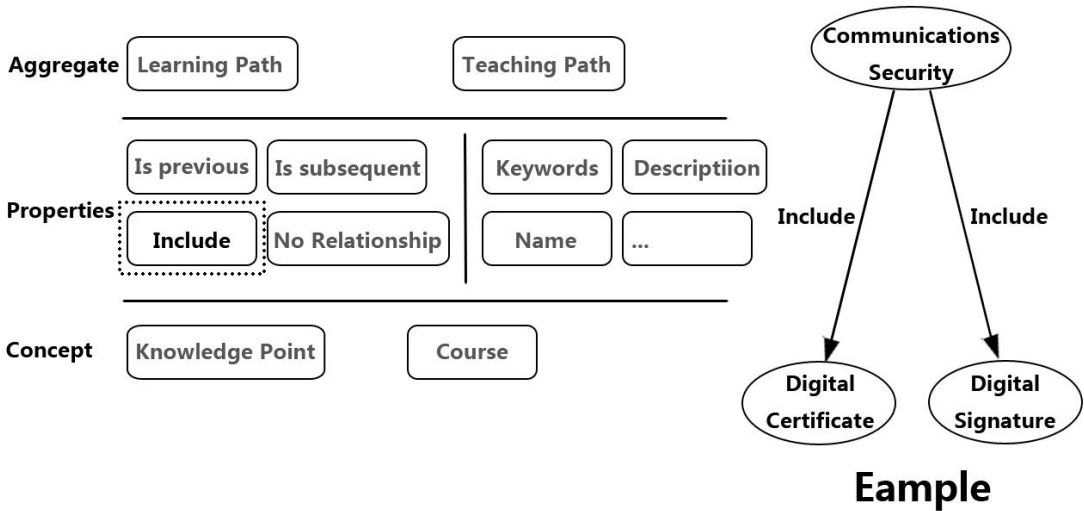 Aggregate
Learning Path
Teaching Path
Properties
Is previous
Is subsequent
Keywords
Descriptiion
Include
No Relationship
Name
...
Concept
Knowledge Point
Course
Communications
Security
Include
Include
Digital
Certificate
Digital
Signature
Eample